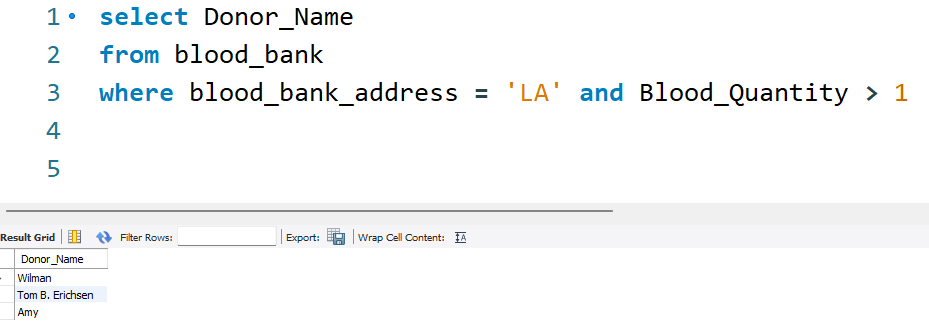 1 select Donor_Name
2 from blood_bank
3 where blood_bank_address = 'LA' and Blood_Quantity > 1
4
5
Result Grid Filter Rows: Export: Wrap Cell Content:
Donor_Name
Wilman
Tom B. Erichsen
Amy